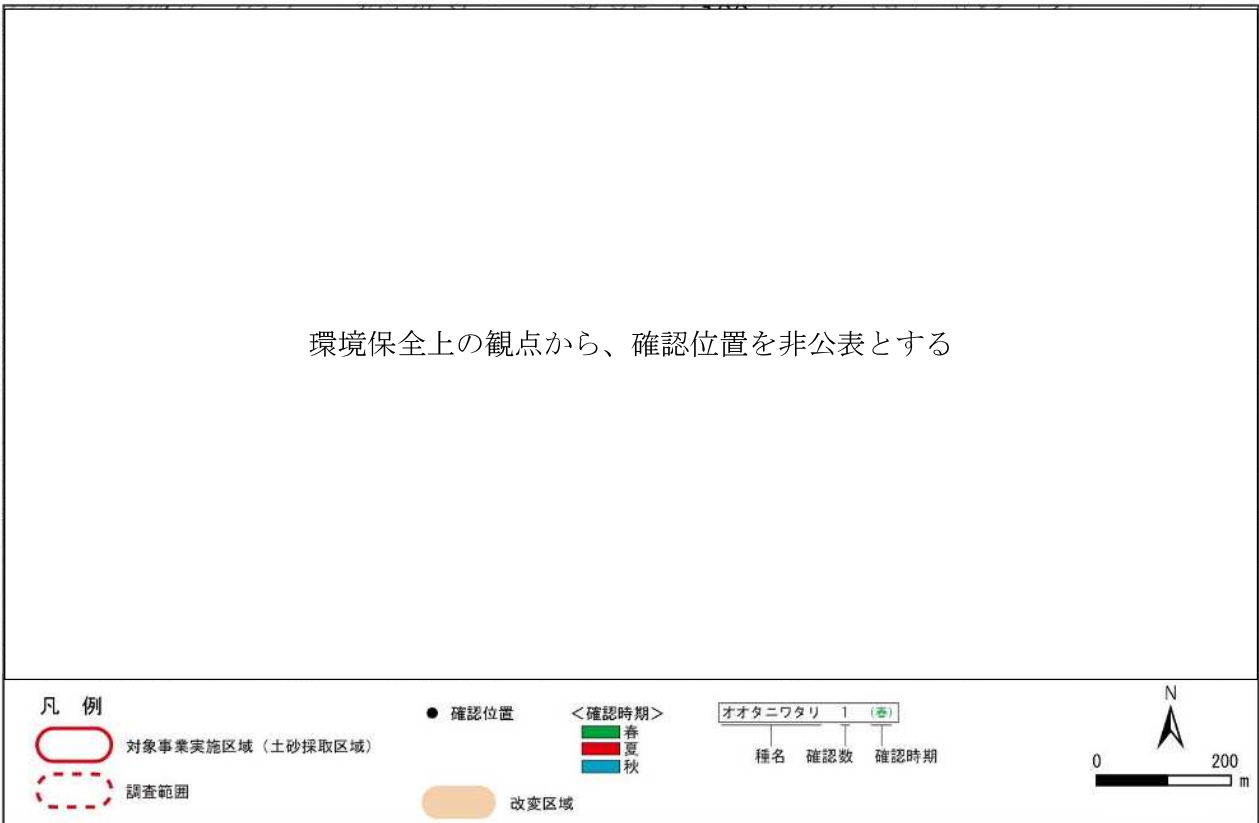 環境保全上の観点から、確認位置を非公表とする
凡 例
対象事業実施区域（土砂採取区域）
調査範囲
● 確認位置
＜確認時期＞
春
夏
秋
改変区域
オオタニワタリ 1 (春)
種名 確認数 確認時期
N
0 200
m